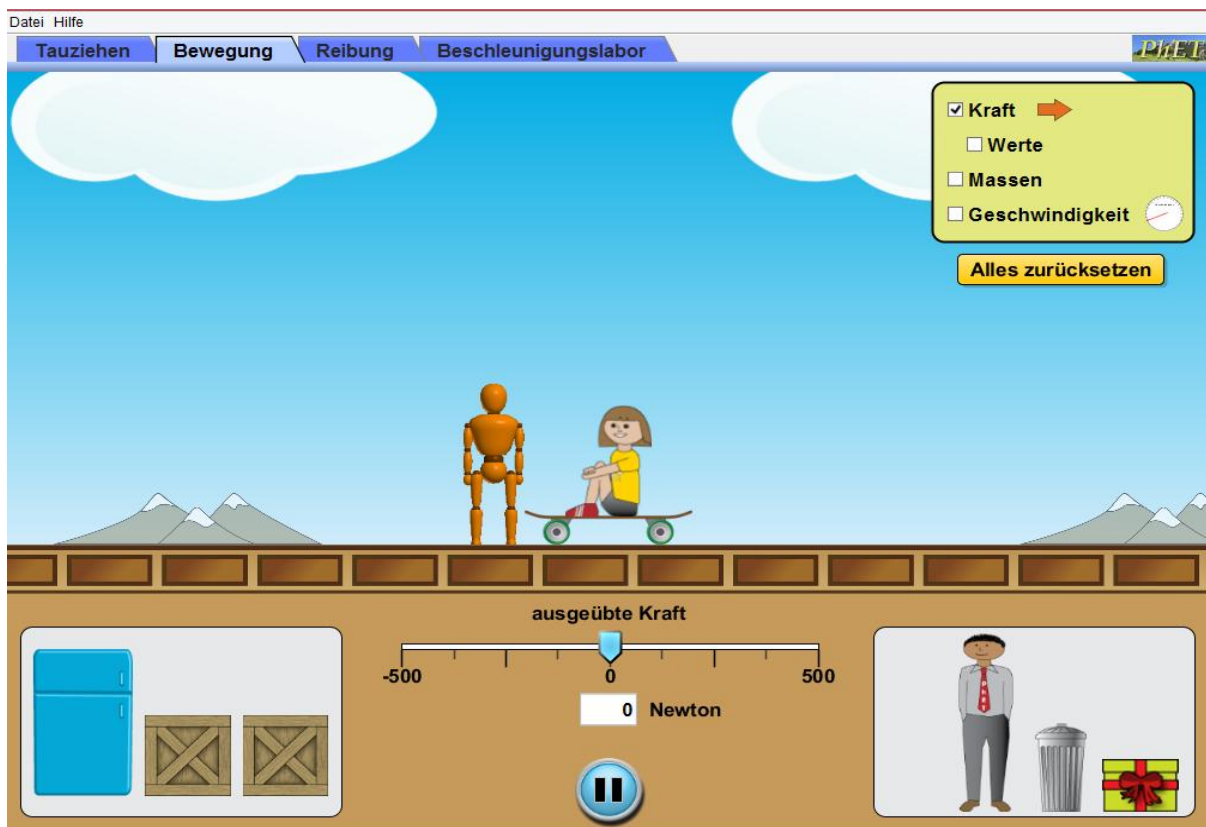 Datei Hilfe
Tauziehen Bewegung Reibung Beschleunigungslabor PhET
Kraft
Werte
Massen
Geschwindigkeit
Alles zurücksetzen
ausgeübte Kraft
-500 0 500
0 Newton